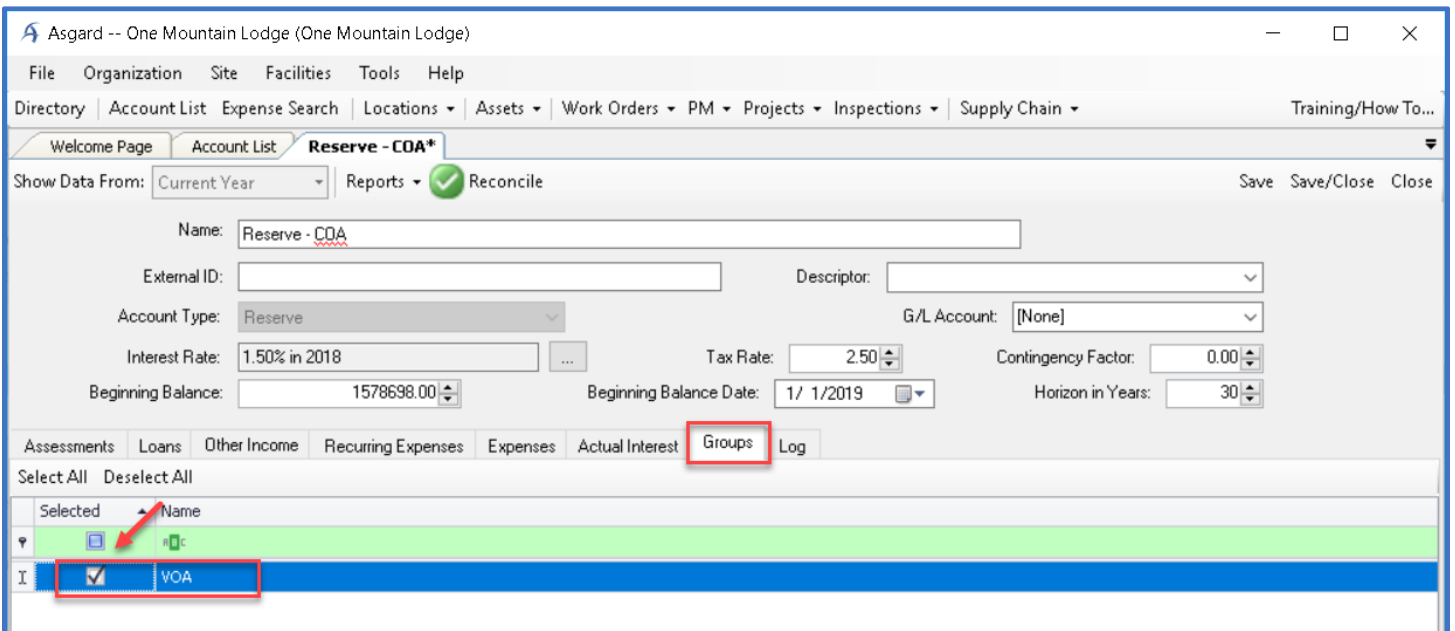 Asgard -- One Mountain Lodge (One Mountain Lodge)
File Organization Site Facilities Tools Help
Directory Account List Expense Search Locations Assets Work Orders PM Projects Inspections Supply Chain Training/How To...
Welcome Page Account List Reserve - COA*
Show Data From: Current Year Reports Reconcile Save Save/Close Close
Name: Reserve - COA
External ID: Descriptor:
Account Type: Reserve G/L Account: [None]
Interest Rate: 1.50% in 2018 ... Tax Rate: 2.50 Contingency Factor: 0.00
Beginning Balance: 1578698.00 Beginning Balance Date: 1/ 1/2019 Horizon in Years: 30
Assessments Loans Other Income Recurring Expenses Expenses Actual Interest Groups Log
Select All Deselect All
Selected Name
VOA